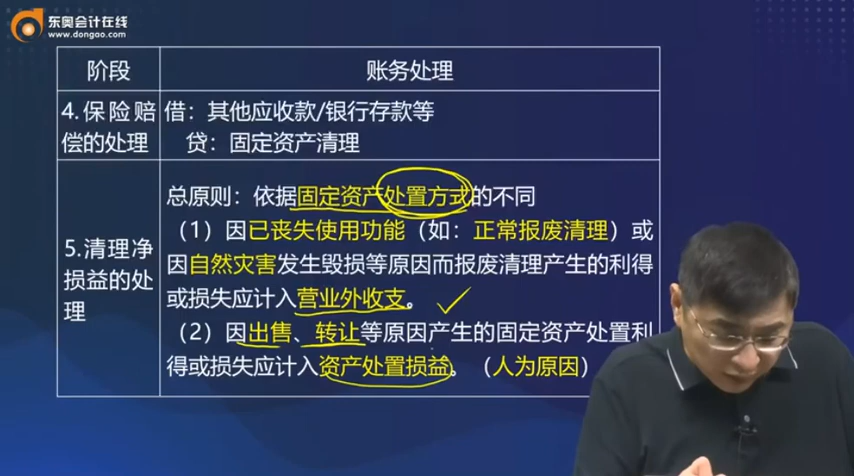 东奥会计在线
www.dongao.com
阶段
账务处理
4.保险赔
偿的处理
借：其他应收款/银行存款等
贷：固定资产清理
5.清理净
损益的处
理
总原则：依据固定资产处置方式的不同
（1）因已丧失使用功能（如：正常报废清理）或
因自然灾害发生毁损等原因而报废清理产生的利得
或损失应计入营业外收支。
（2）因出售、转让等原因产生的固定资产处置利
得或损失应计入资产处置损益。（人为原因）